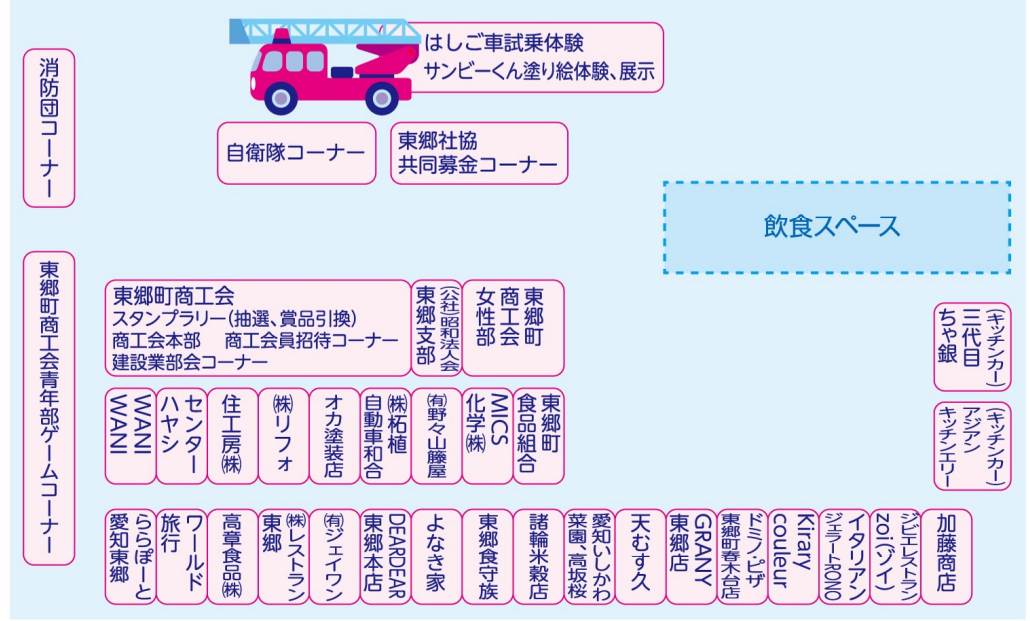 はしご車試乗体験
サンビーくん塗り絵体験、展示
消防団コーナー
自衛隊コーナー
東郷社協
共同募金コーナー
飲食スペース
東郷町商工会青年部ゲームコーナー
東郷町商工会
スタンプラリー(抽選、賞品引換)
商工会本部 商工会員招待コーナー
建設業部会コーナー
(公社)昭和法人会
東郷支部
東郷町
商工会
女性部
(キッチンカー)
三代目
ちゃ銀
WANI
WANI
センター
ハヤシ
住工房㈱
㈱リフォ
オカ塗装店
㈱柘植
自動車和合
㈲野々山藤屋
MICS
化学㈱
東郷町
食品組合
(キッチンカー)
アジアン
キッチンエリー
ららぽーと
愛知東郷
ワールド
旅行
高章食品㈱
㈱レストラン
東郷
㈲ジェイワン
DEARDEAR
東郷本店
よなき家
東郷食守族
諸輪米穀店
愛知いしかわ
菜園、高坂桜
天むす久
GRANY
東郷店
ドミノ・ピザ
東郷町春木台店
Kiraly
couleur
イタリアン
ジェラートRONO
ジビエレストラン
zoi(ゾイ)
加藤商店